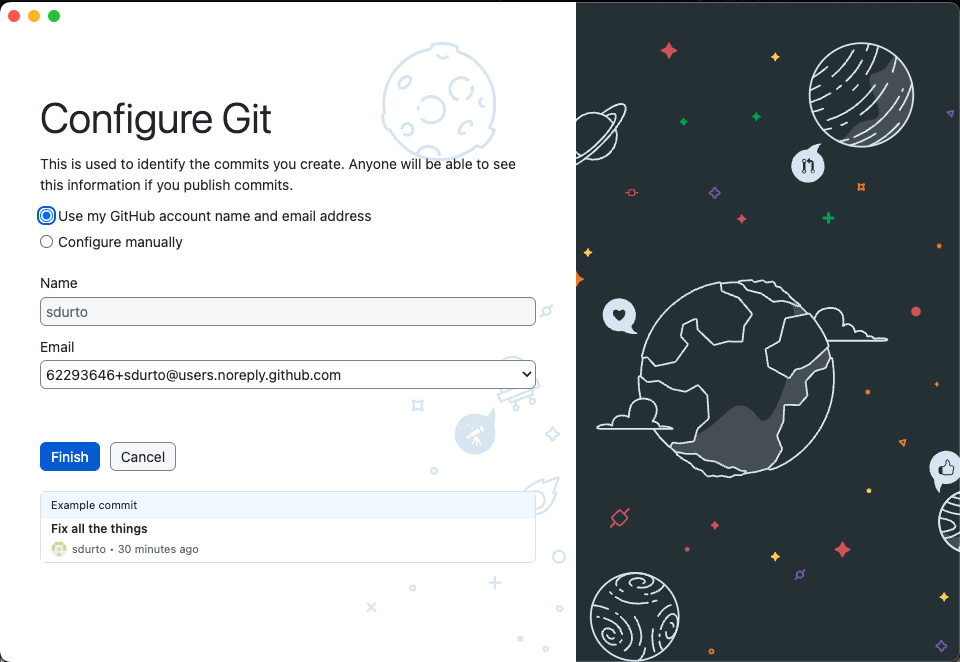 Configure Git
This is used to identify the commits you create. Anyone will be able to see
this information if you publish commits.
Use my GitHub account name and email address
Configure manually
Name
sdurto
Email
62293646+sdurto@users.noreply.github.com
Finish
Cancel
Example commit
Fix all the things
sdurto • 30 minutes ago